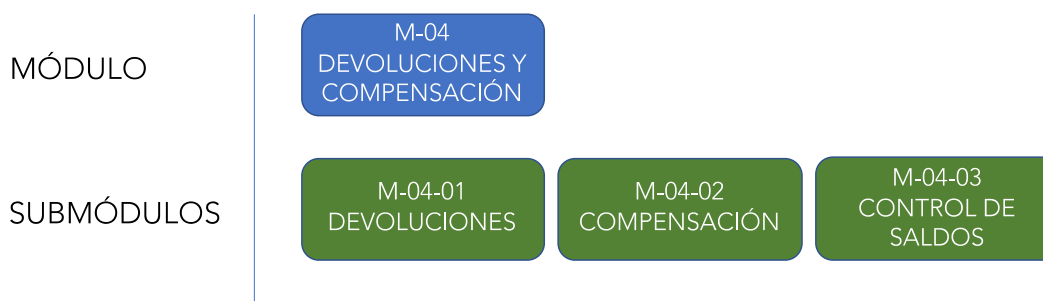 MÓDULO
M-04
DEVOLUCIONES Y
COMPENSACIÓN
SUBMÓDULOS
M-04-01
DEVOLUCIONES
M-04-02
COMPENSACIÓN
M-04-03
CONTROL DE
SALDOS